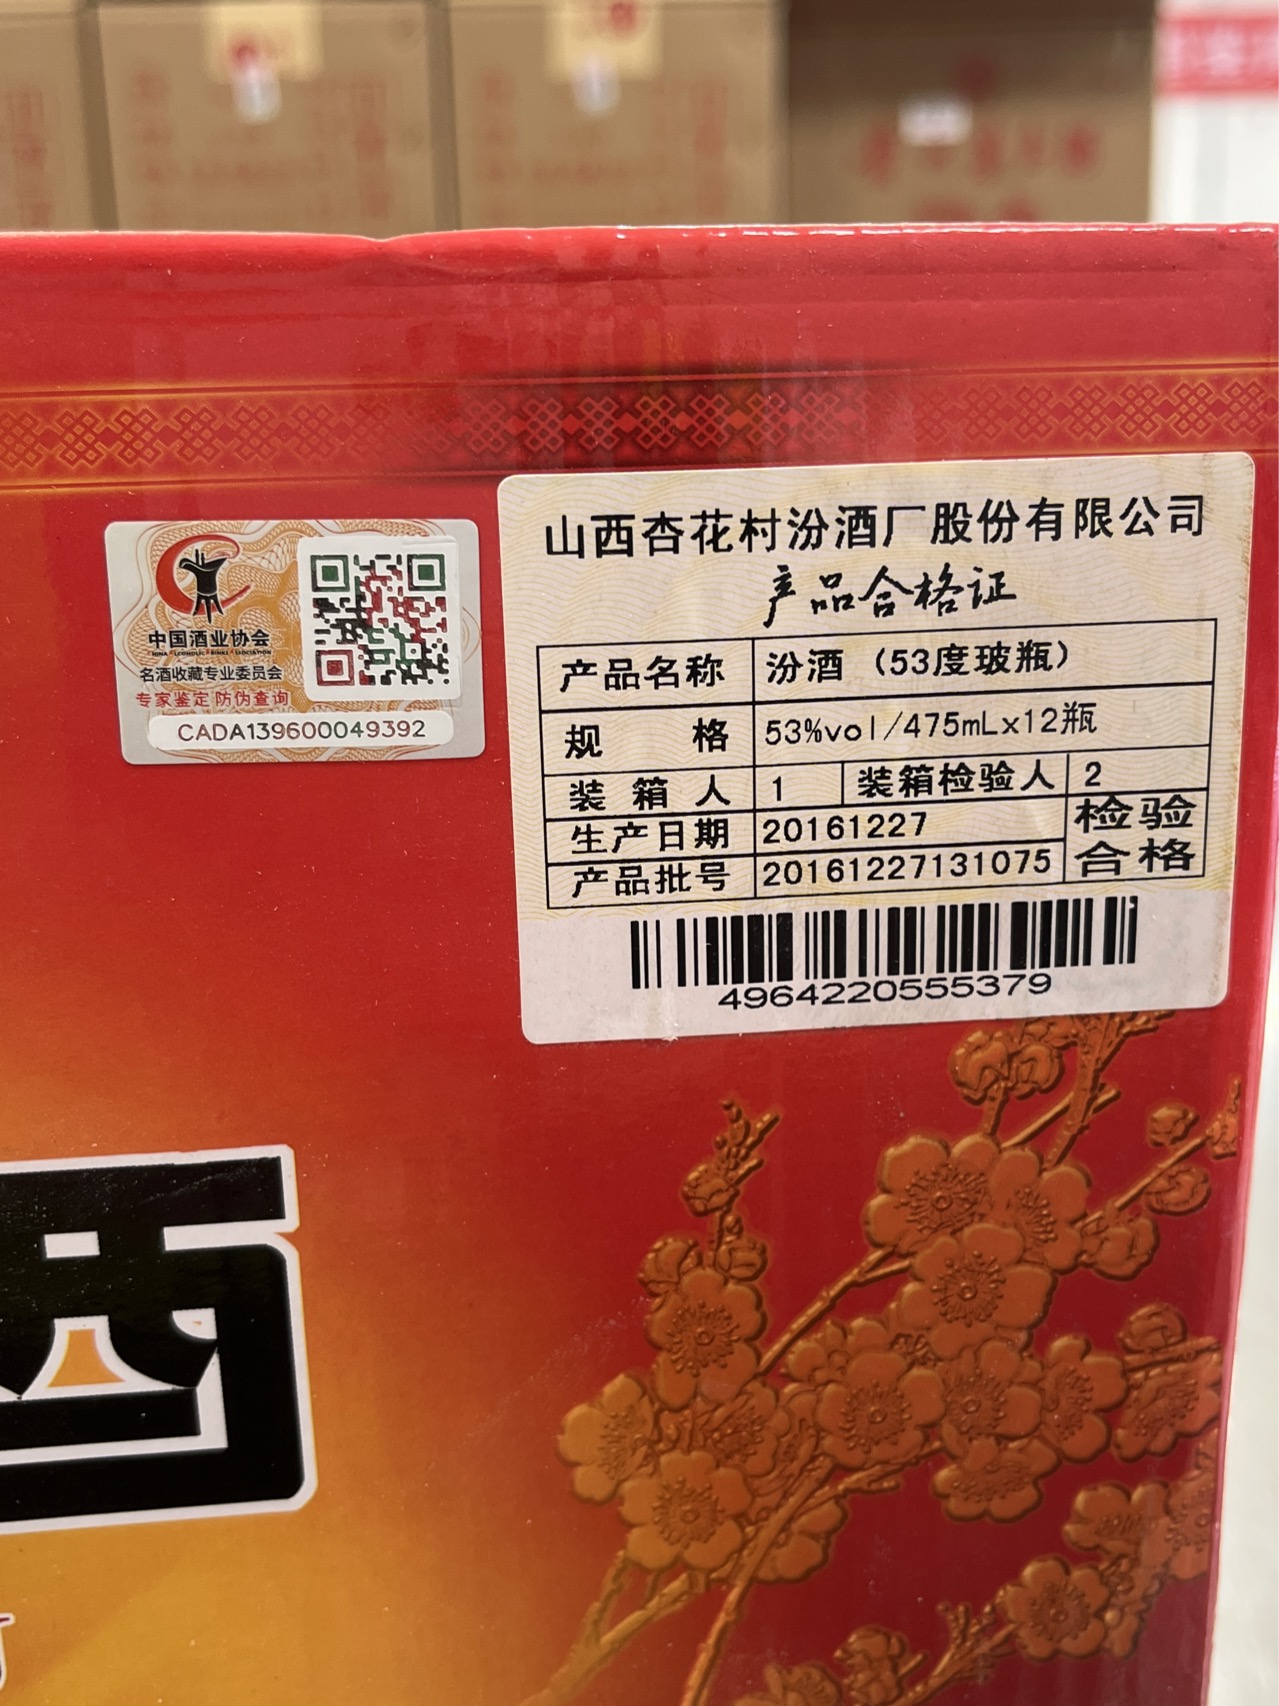 中国酒业协会
名酒收藏专业委员会
专家鉴定防伪查询
CADA139600049392
山西杏花村汾酒厂股份有限公司
产品合格证
产品名称 汾酒（53度玻瓶）
规 格 53%vol/475mLx12瓶
装 箱 人 1 装箱检验人 2
生产日期 20161227 检验
产品批号 20161227131075 合格
4964220555379
酒